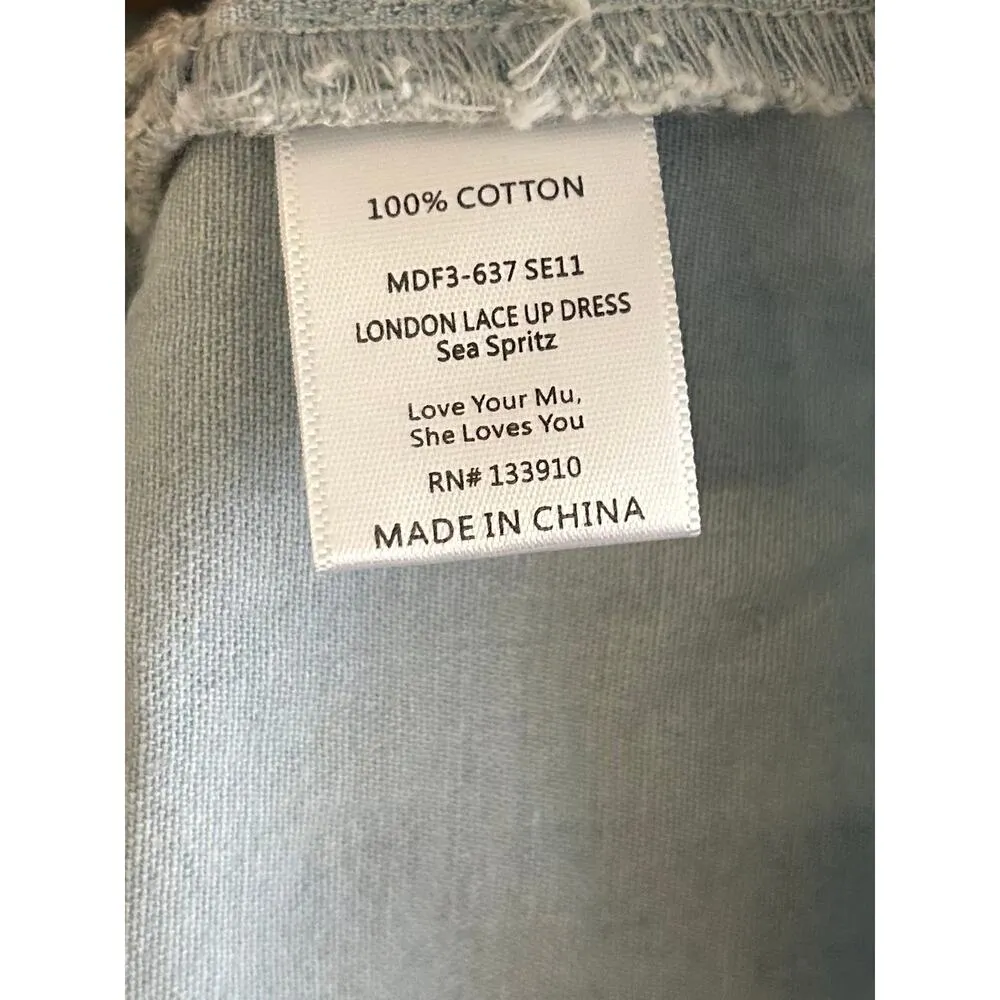 100% COTTON
MDF3-637 SE11
LONDON LACE UP DRESS
Sea Spritz
Love Your Mu,
She Loves You
RN# 133910
MADE IN CHINA